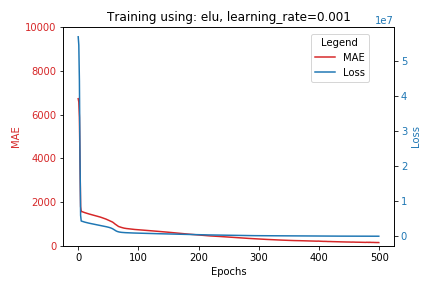 Training using: elu, learning_rate=0.001
1e7
10000
8000
6000
4000
2000
0
MAE
Legend
MAE
Loss
5
4
3
2
1
0
Loss
0
100
200
300
400
500
Epochs